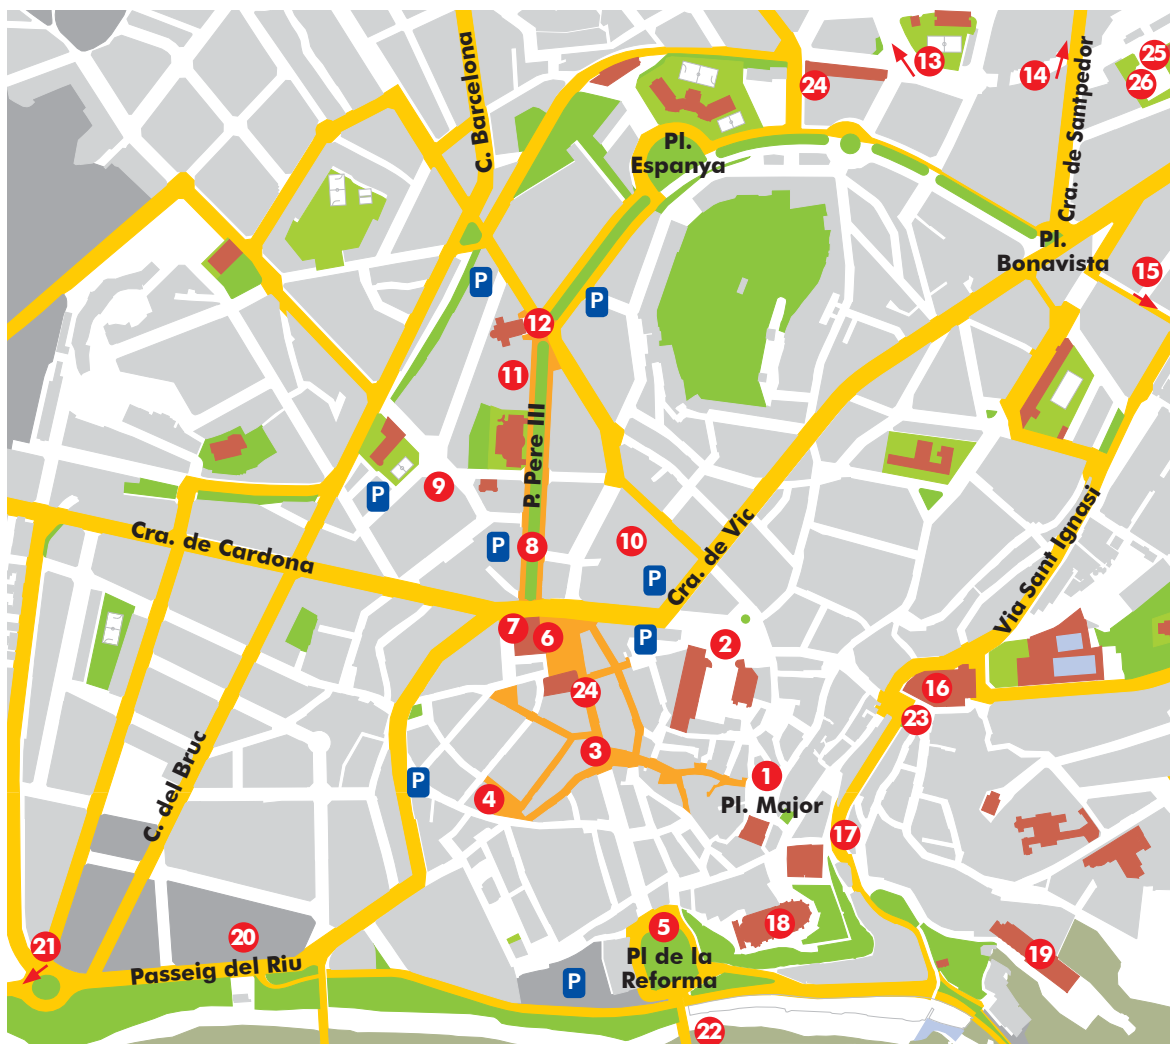 C. Barcelona
13
14
25
26
24
Cra. de Santpedor
Pl.
Espanya
Pl.
Bonavista
15
P
P
12
11
P. Pere III
9
P
Cra. de Cardona
P
8
10
P
Cra. de Vic
Via Sant Ignasi
7
6
P
2
24
16
23
3
C. del Bruc
P
4
1
Pl. Major
17
5
18
20
21
Passeig del Riu
Pl de la
Reforma
19
P
22